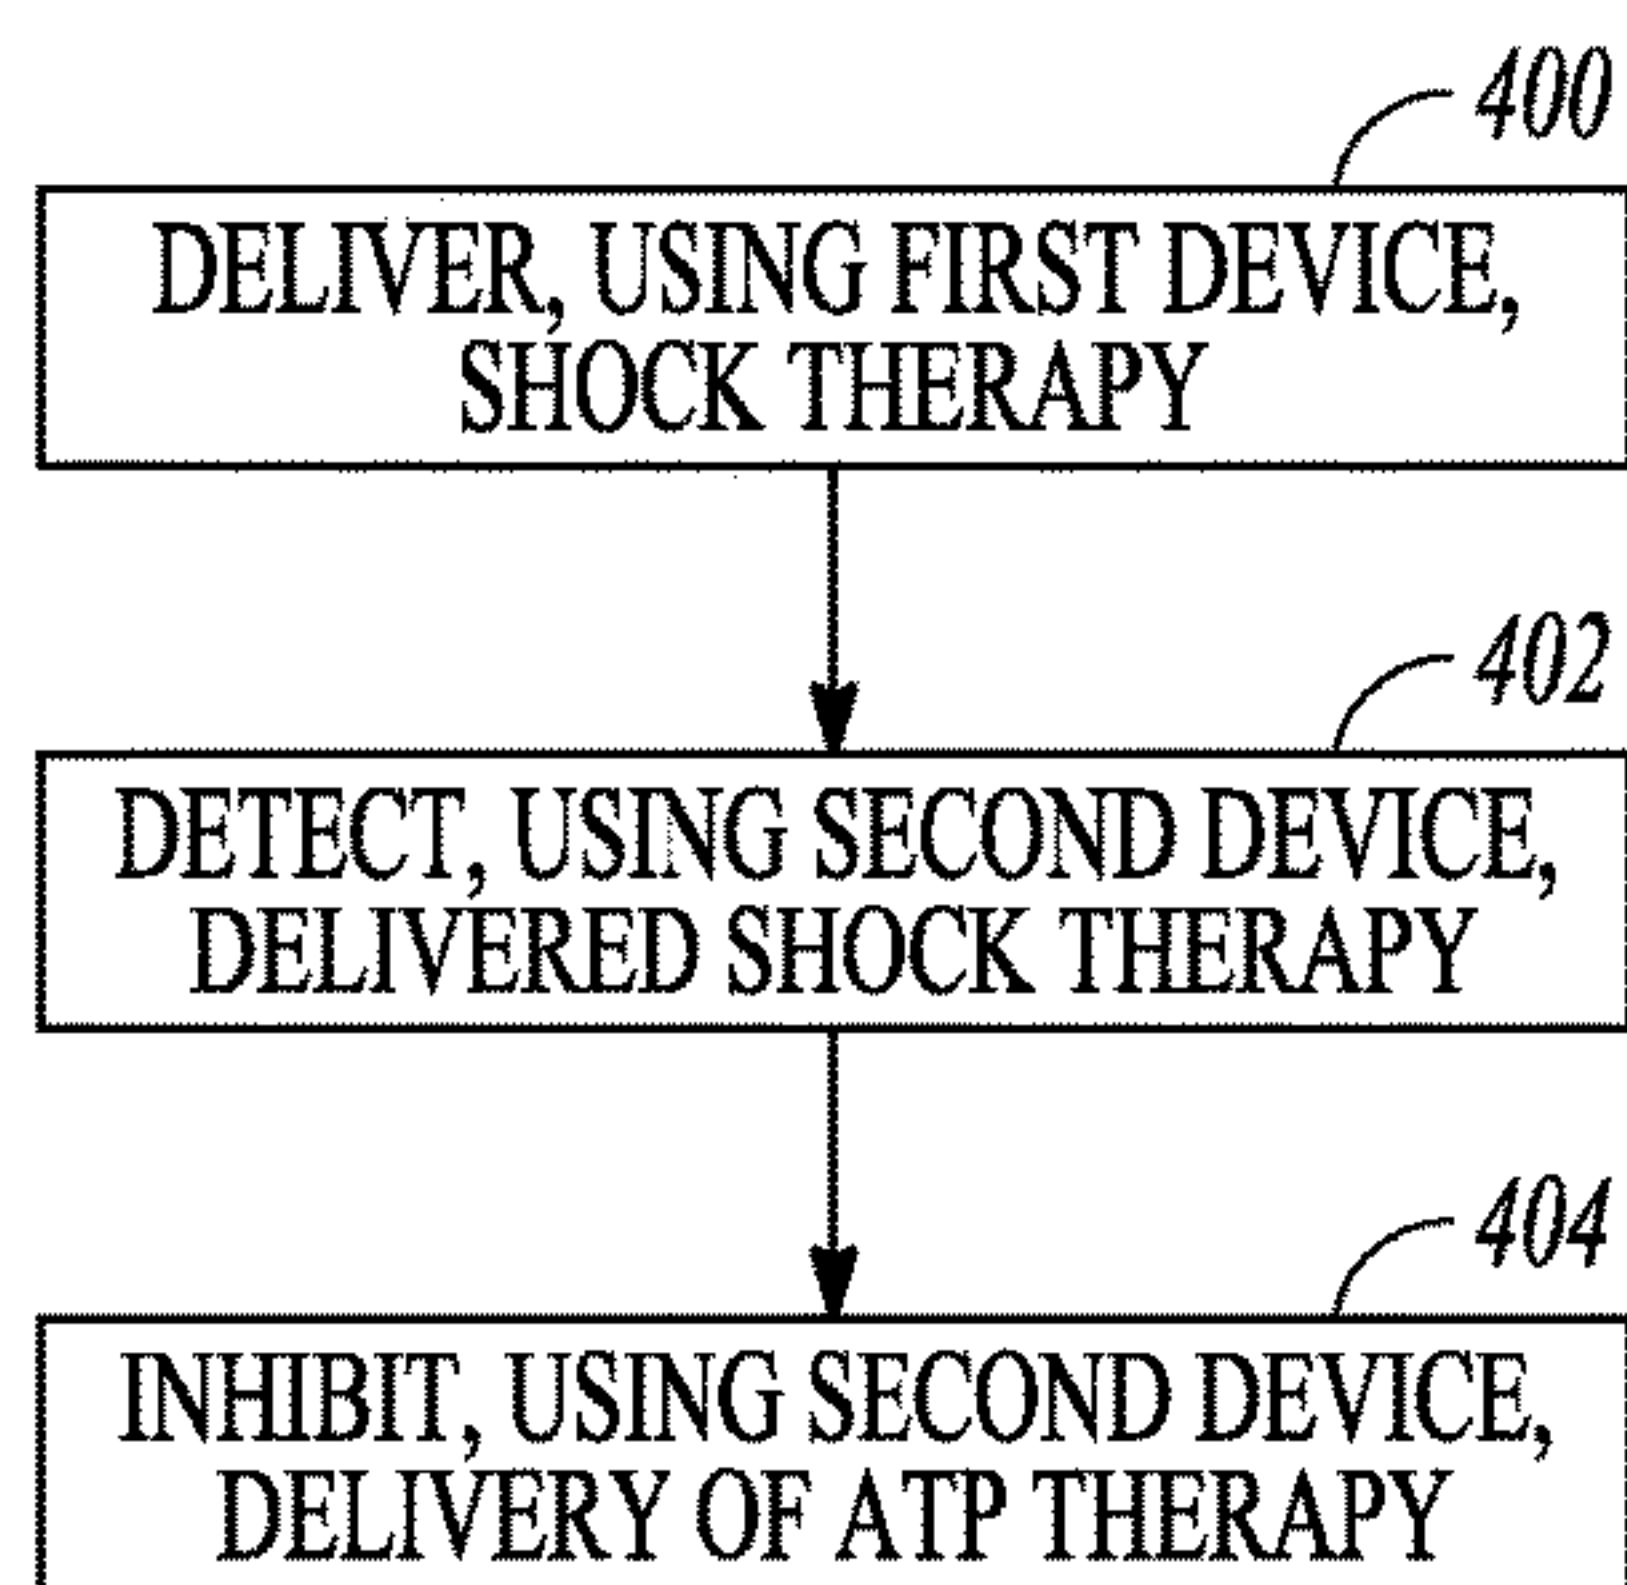 400
DELIVER, USING FIRST DEVICE,
SHOCK THERAPY
402
DETECT, USING SECOND DEVICE,
DELIVERED SHOCK THERAPY
404
INHIBIT, USING SECOND DEVICE,
DELIVERY OF ATP THERAPY